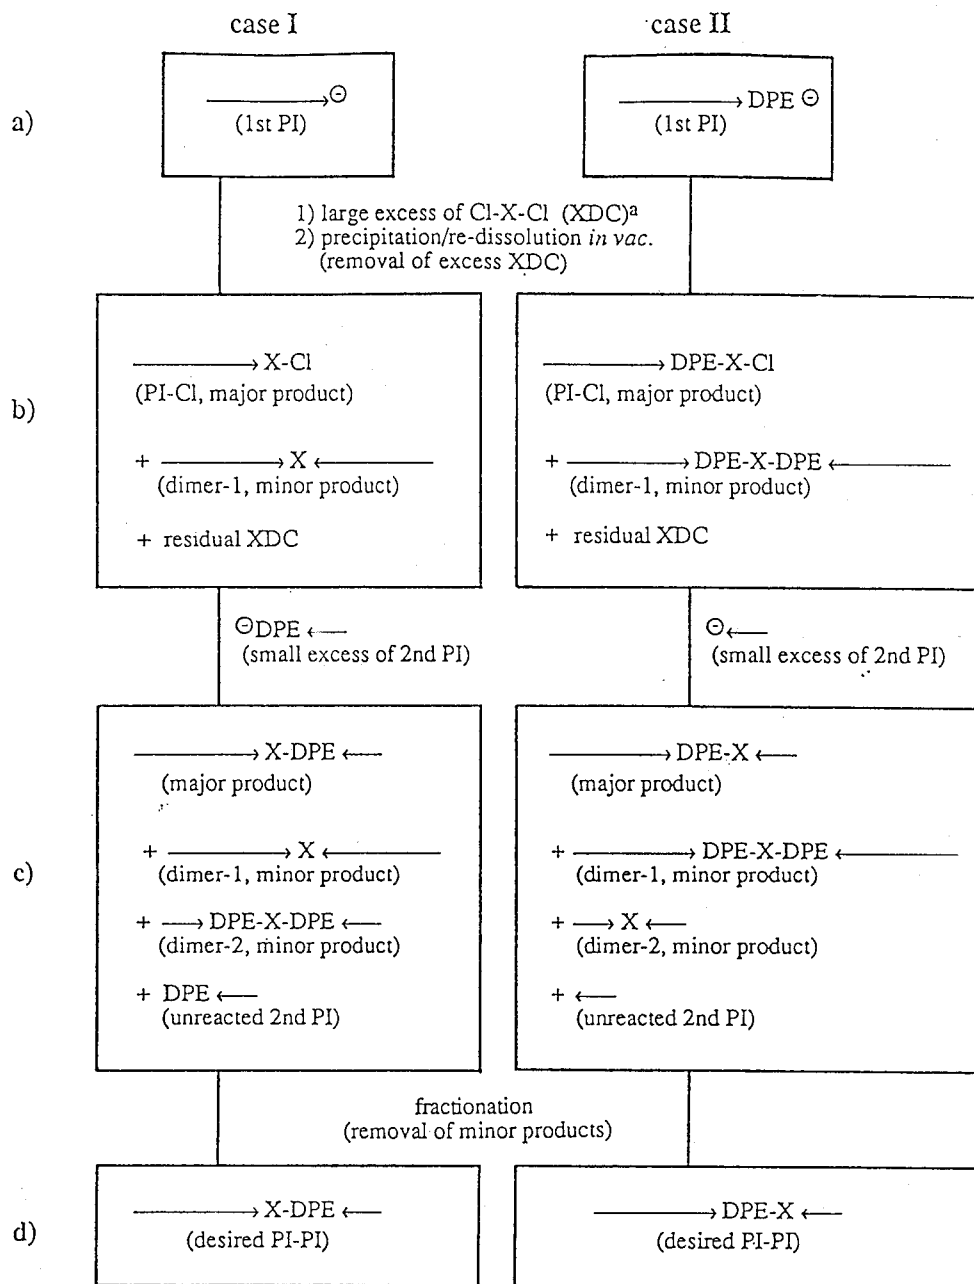 case I
case II
a)
⊖
(1st PI)
DPE ⊖
(1st PI)
1) large excess of Cl-X-Cl (XDC)ᵃ
2) precipitation/re-dissolution in vac.
(removal of excess XDC)
b)
X-Cl
(PI-Cl, major product)
+ X
(dimer-1, minor product)
+ residual XDC
DPE-X-Cl
(PI-Cl, major product)
+ DPE-X-DPE
(dimer-1, minor product)
+ residual XDC
⊖DPE ←
(small excess of 2nd PI)
⊖←
(small excess of 2nd PI)
c)
→ X-DPE ←
(major product)
+ → X ←
(dimer-1, minor product)
+ → DPE-X-DPE ←
(dimer-2, minor product)
+ DPE ←
(unreacted 2nd PI)
→ DPE-X ←
(major product)
+ → DPE-X-DPE ←
(dimer-1, minor product)
+ → X ←
(dimer-2, minor product)
+ ←
(unreacted 2nd PI)
fractionation
(removal of minor products)
d)
→ X-DPE ←
(desired PI-PI)
→ DPE-X ←
(desired PI-PI)